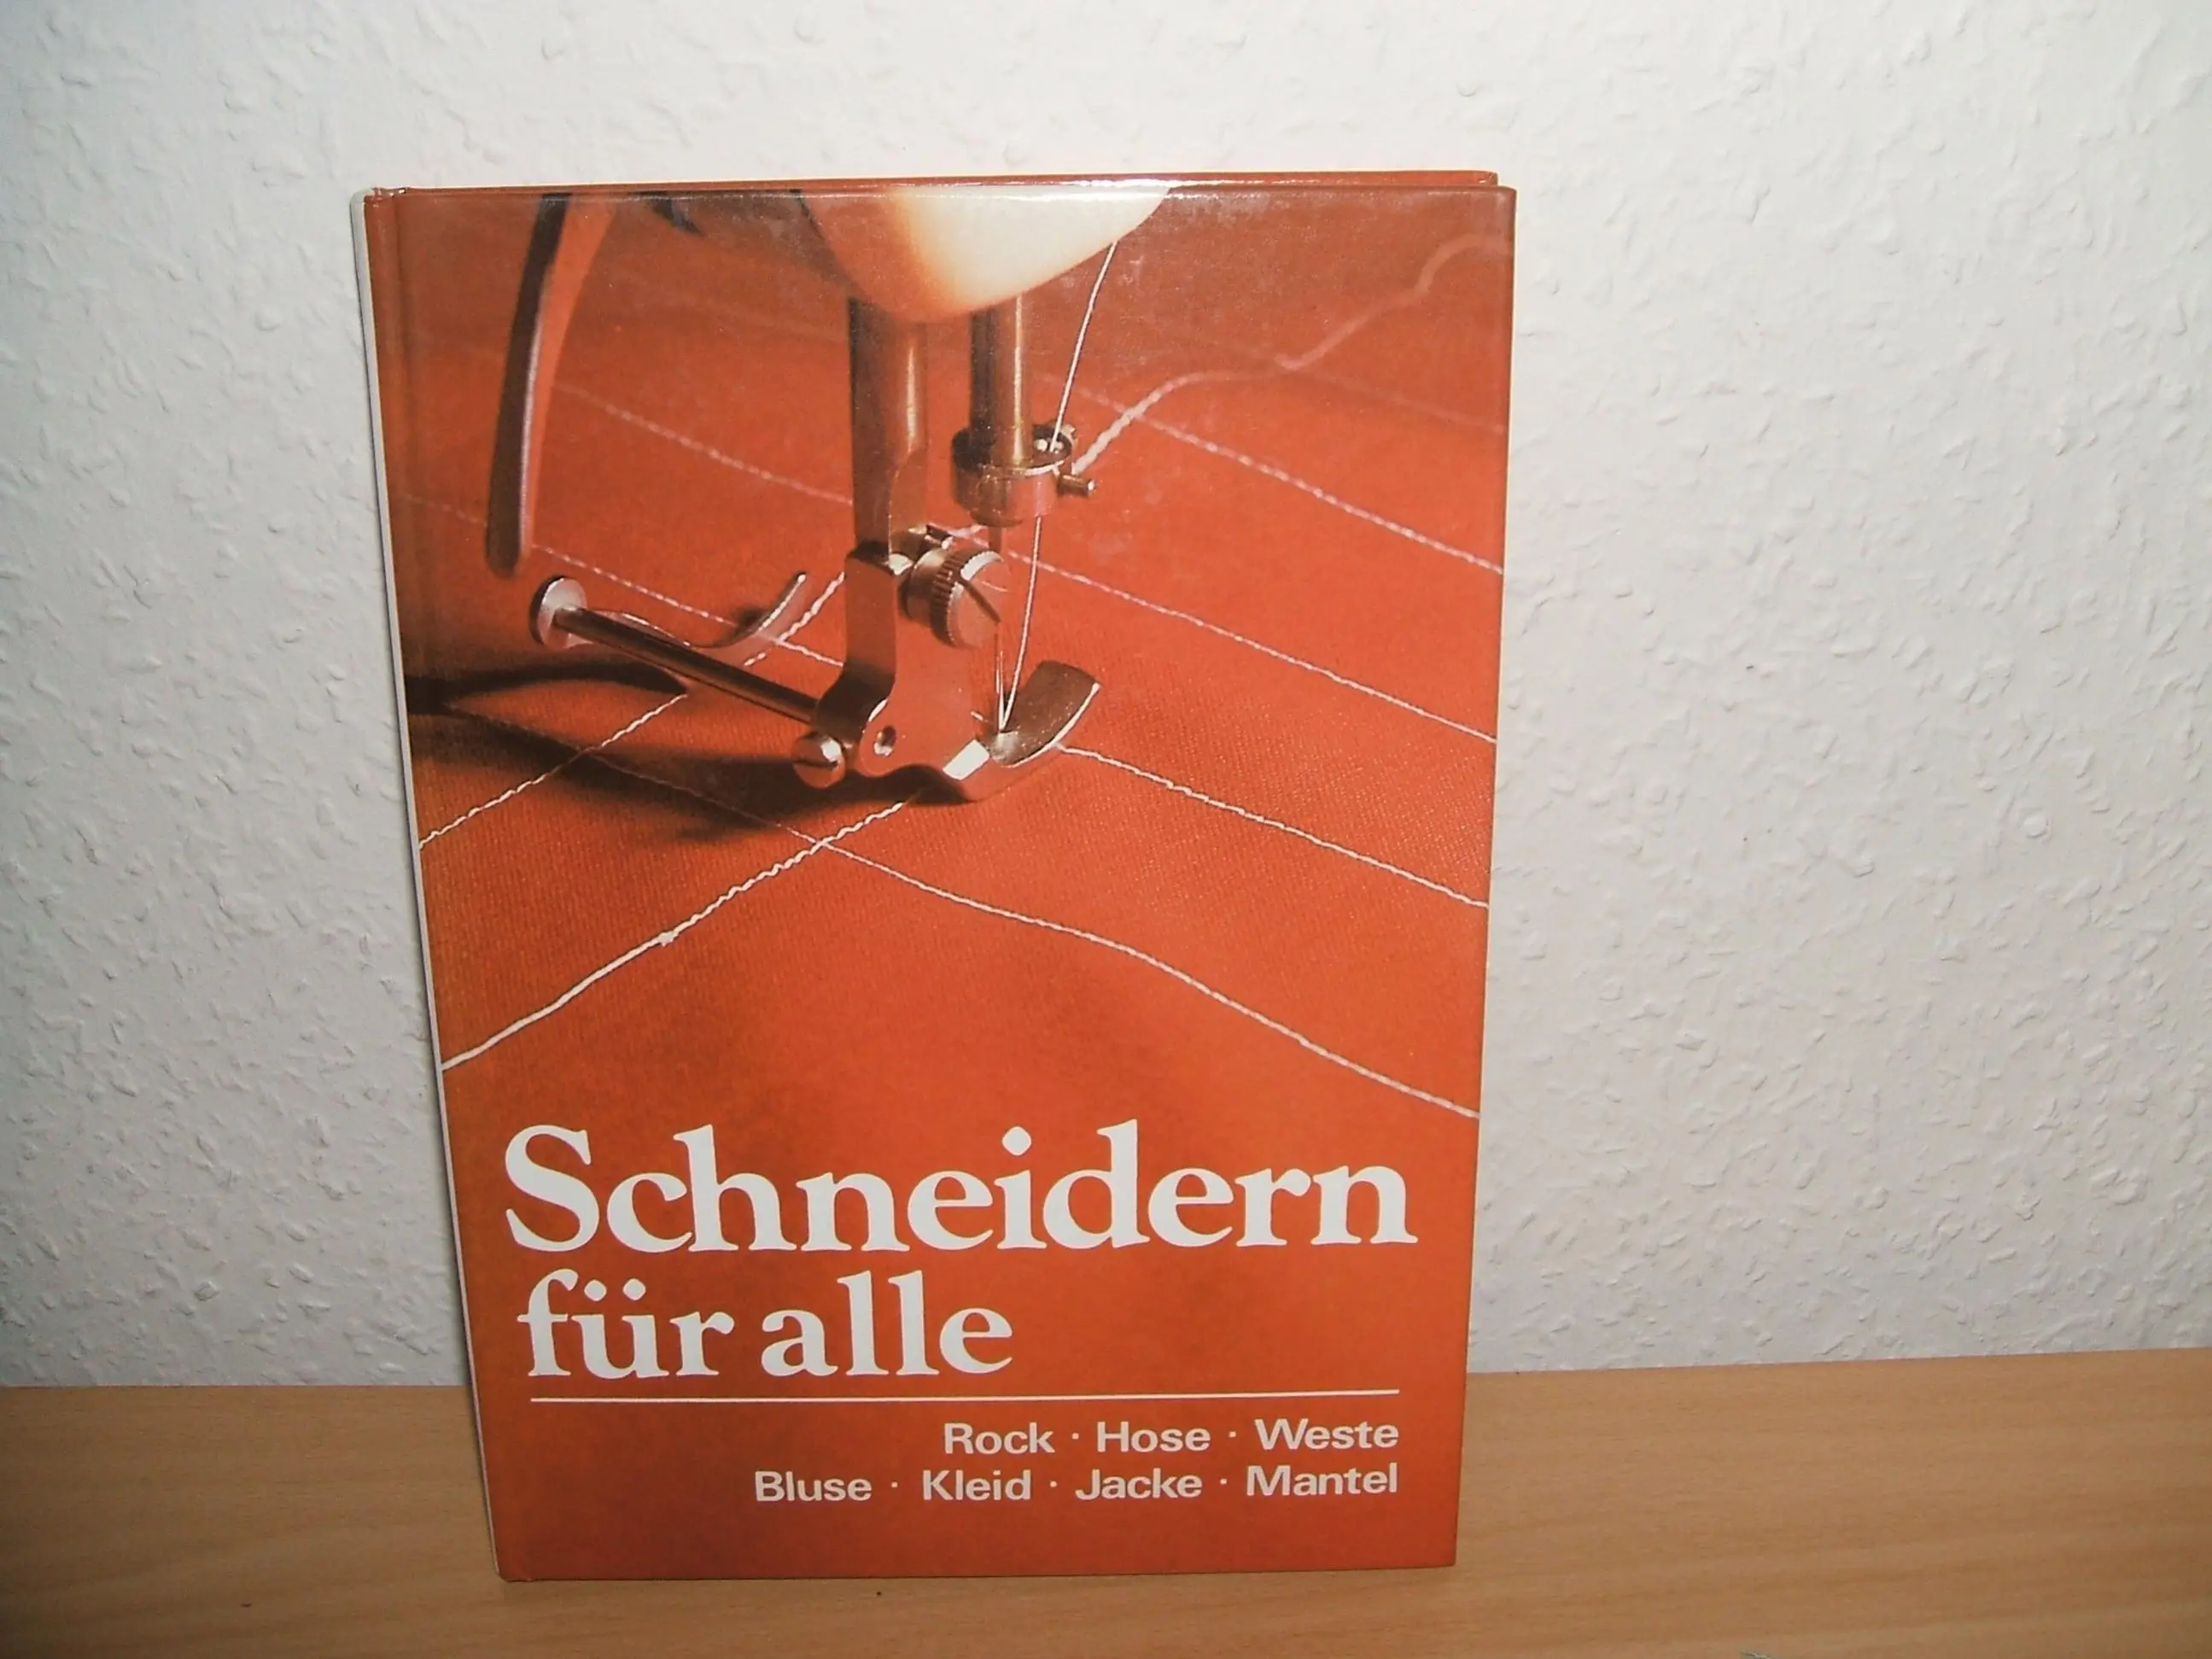 Schneidern
für alle
Rock · Hose · Weste
Bluse · Kleid · Jacke · Mantel